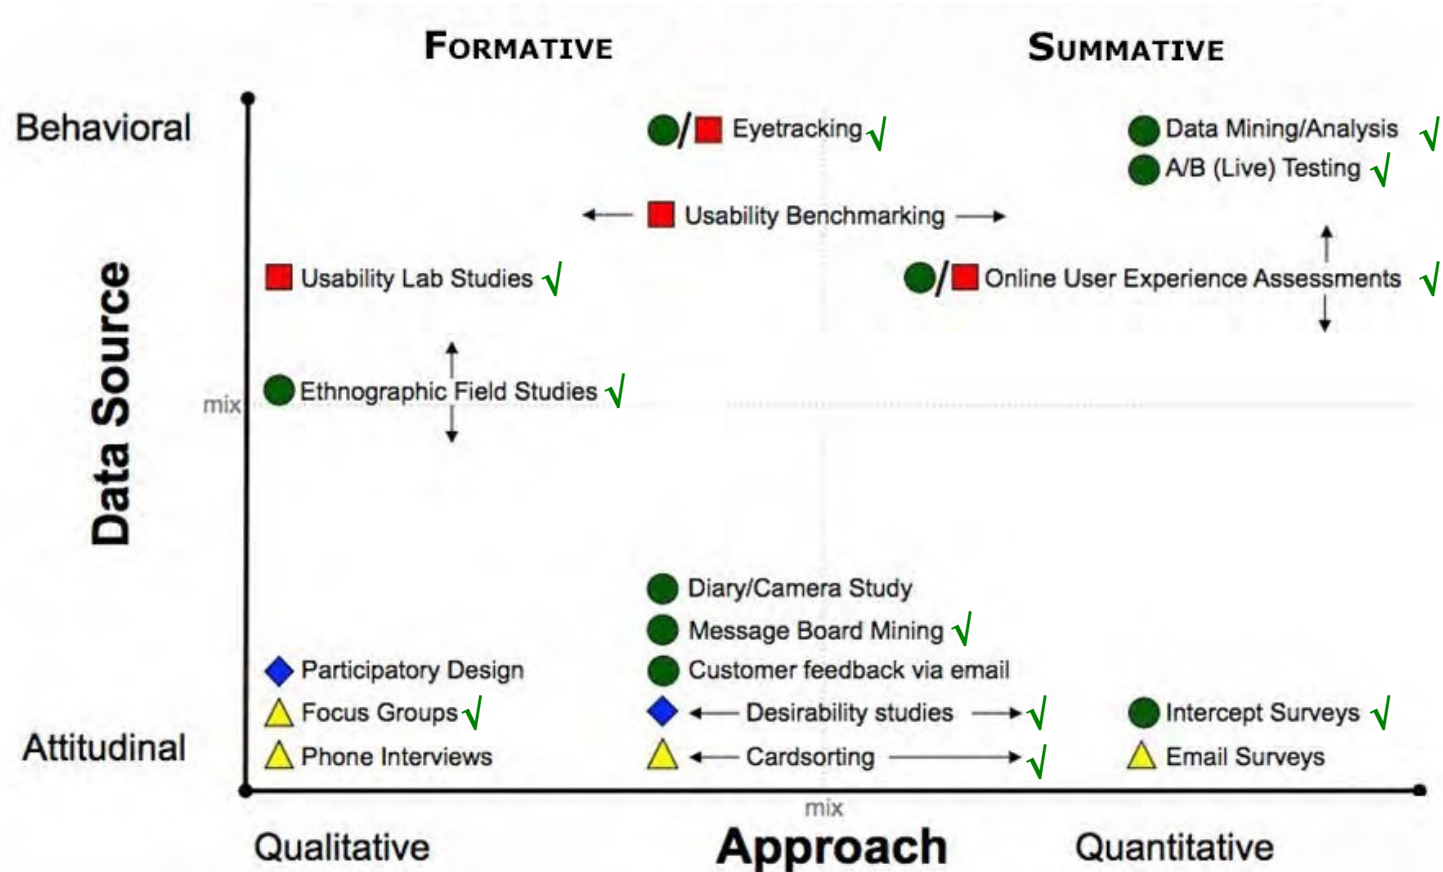 FORMATIVE
SUMMATIVE
Behavioral
/ Eyetracking √
Data Mining/Analysis √
A/B (Live) Testing √
Usability Benchmarking
Usability Lab Studies √
/ Online User Experience Assessments √
Data Source
Ethnographic Field Studies √
mix
Diary/Camera Study
Message Board Mining √
Participatory Design
Customer feedback via email
Focus Groups √
Desirability studies √
Intercept Surveys √
Attitudinal
Phone Interviews
Cardsorting √
Email Surveys
mix
Qualitative
Approach
Quantitative